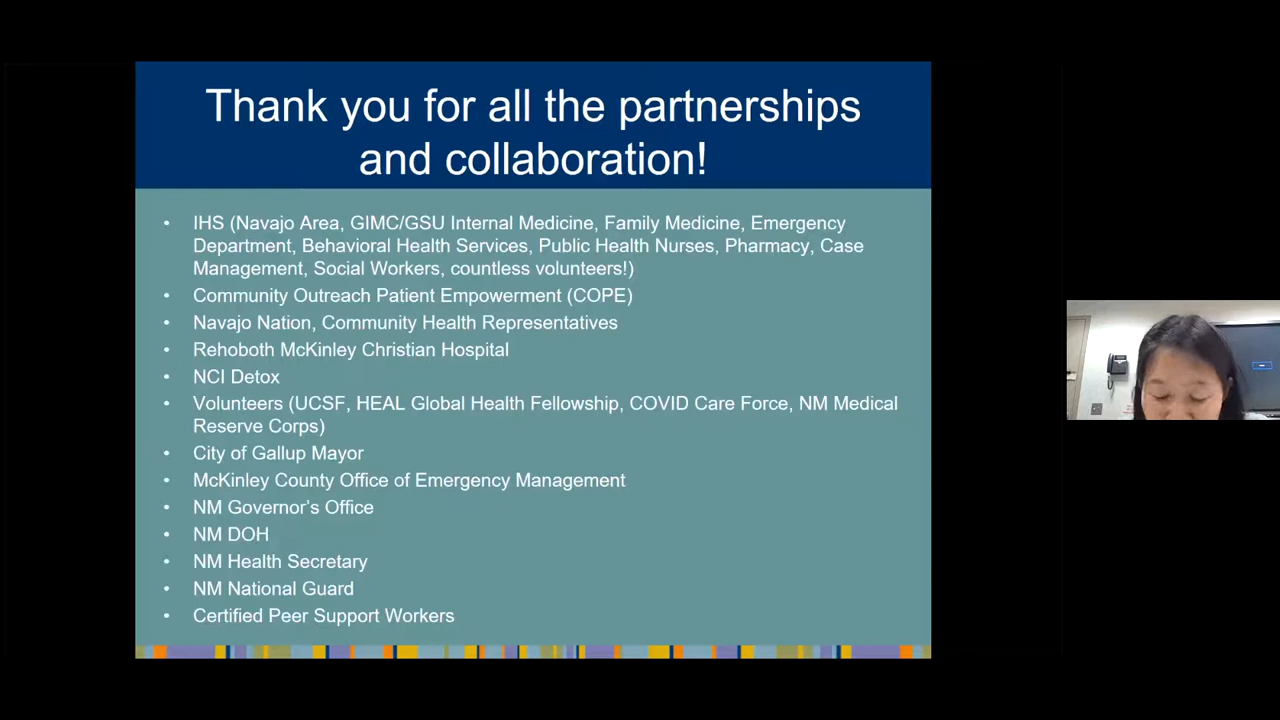 Thank you for all the partnerships
and collaboration!
• IHS (Navajo Area, GIMC/GSU Internal Medicine, Family Medicine, Emergency
Department, Behavioral Health Services, Public Health Nurses, Pharmacy, Case
Management, Social Workers, countless volunteers!)
• Community Outreach Patient Empowerment (COPE)
• Navajo Nation, Community Health Representatives
• Rehoboth McKinley Christian Hospital
• NCI Detox
• Volunteers (UCSF, HEAL Global Health Fellowship, COVID Care Force, NM Medical
Reserve Corps)
• City of Gallup Mayor
• McKinley County Office of Emergency Management
• NM Governor’s Office
• NM DOH
• NM Health Secretary
• NM National Guard
• Certified Peer Support Workers